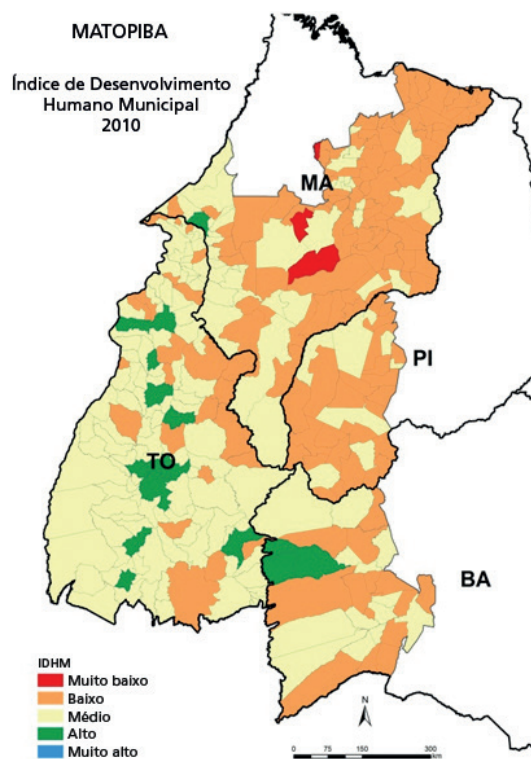 MATOPIBA
Índice de Desenvolvimento
Humano Municipal
2010
MA
PI
TO
BA
IDHM
Muito baixo
Baixo
Médio
Alto
Muito alto
N
0 75 150 300
km